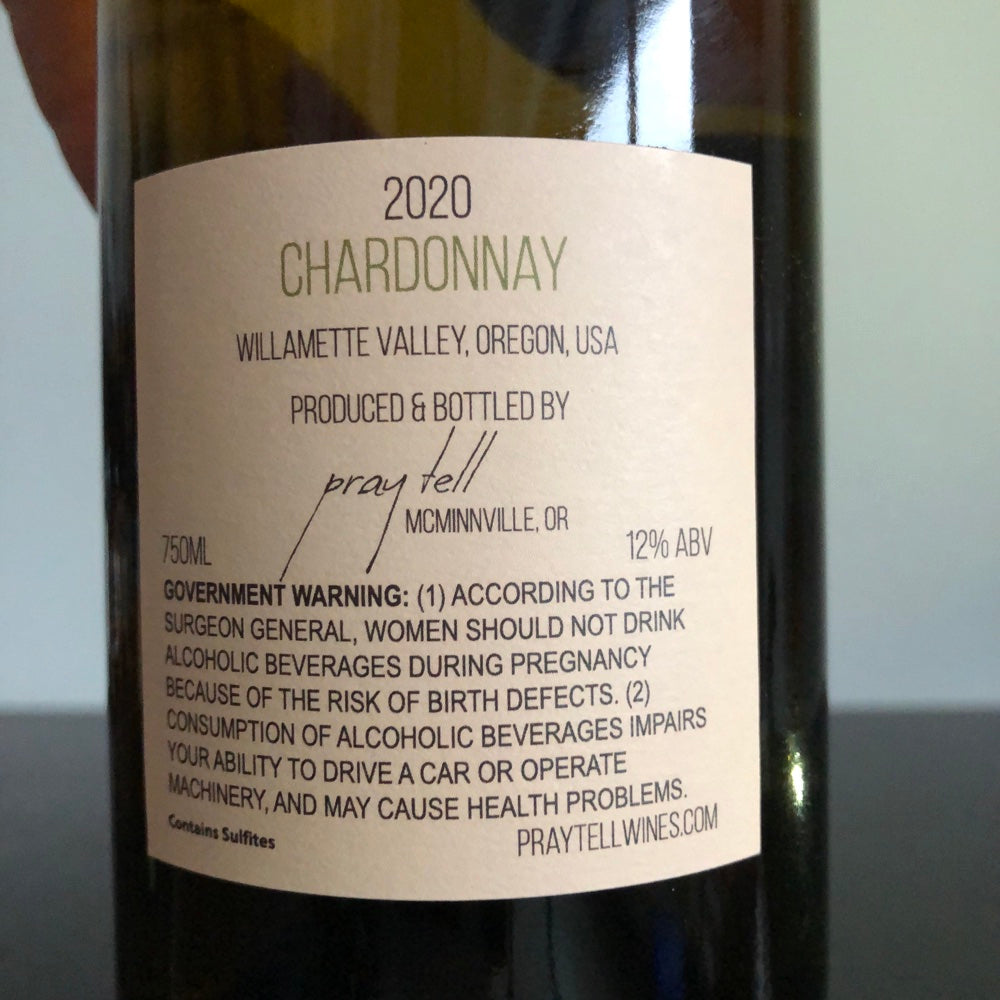 2020
CHARDONNAY
WILLAMETTE VALLEY, OREGON, USA
PRODUCED & BOTTLED BY
pray tell
MCMINNVILLE, OR
750ML 12% ABV
GOVERNMENT WARNING: (1) ACCORDING TO THE
SURGEON GENERAL, WOMEN SHOULD NOT DRINK
ALCOHOLIC BEVERAGES DURING PREGNANCY
BECAUSE OF THE RISK OF BIRTH DEFECTS. (2)
CONSUMPTION OF ALCOHOLIC BEVERAGES IMPAIRS
YOUR ABILITY TO DRIVE A CAR OR OPERATE
MACHINERY, AND MAY CAUSE HEALTH PROBLEMS.
Contains Sulfites PRAYTELLWINES.COM